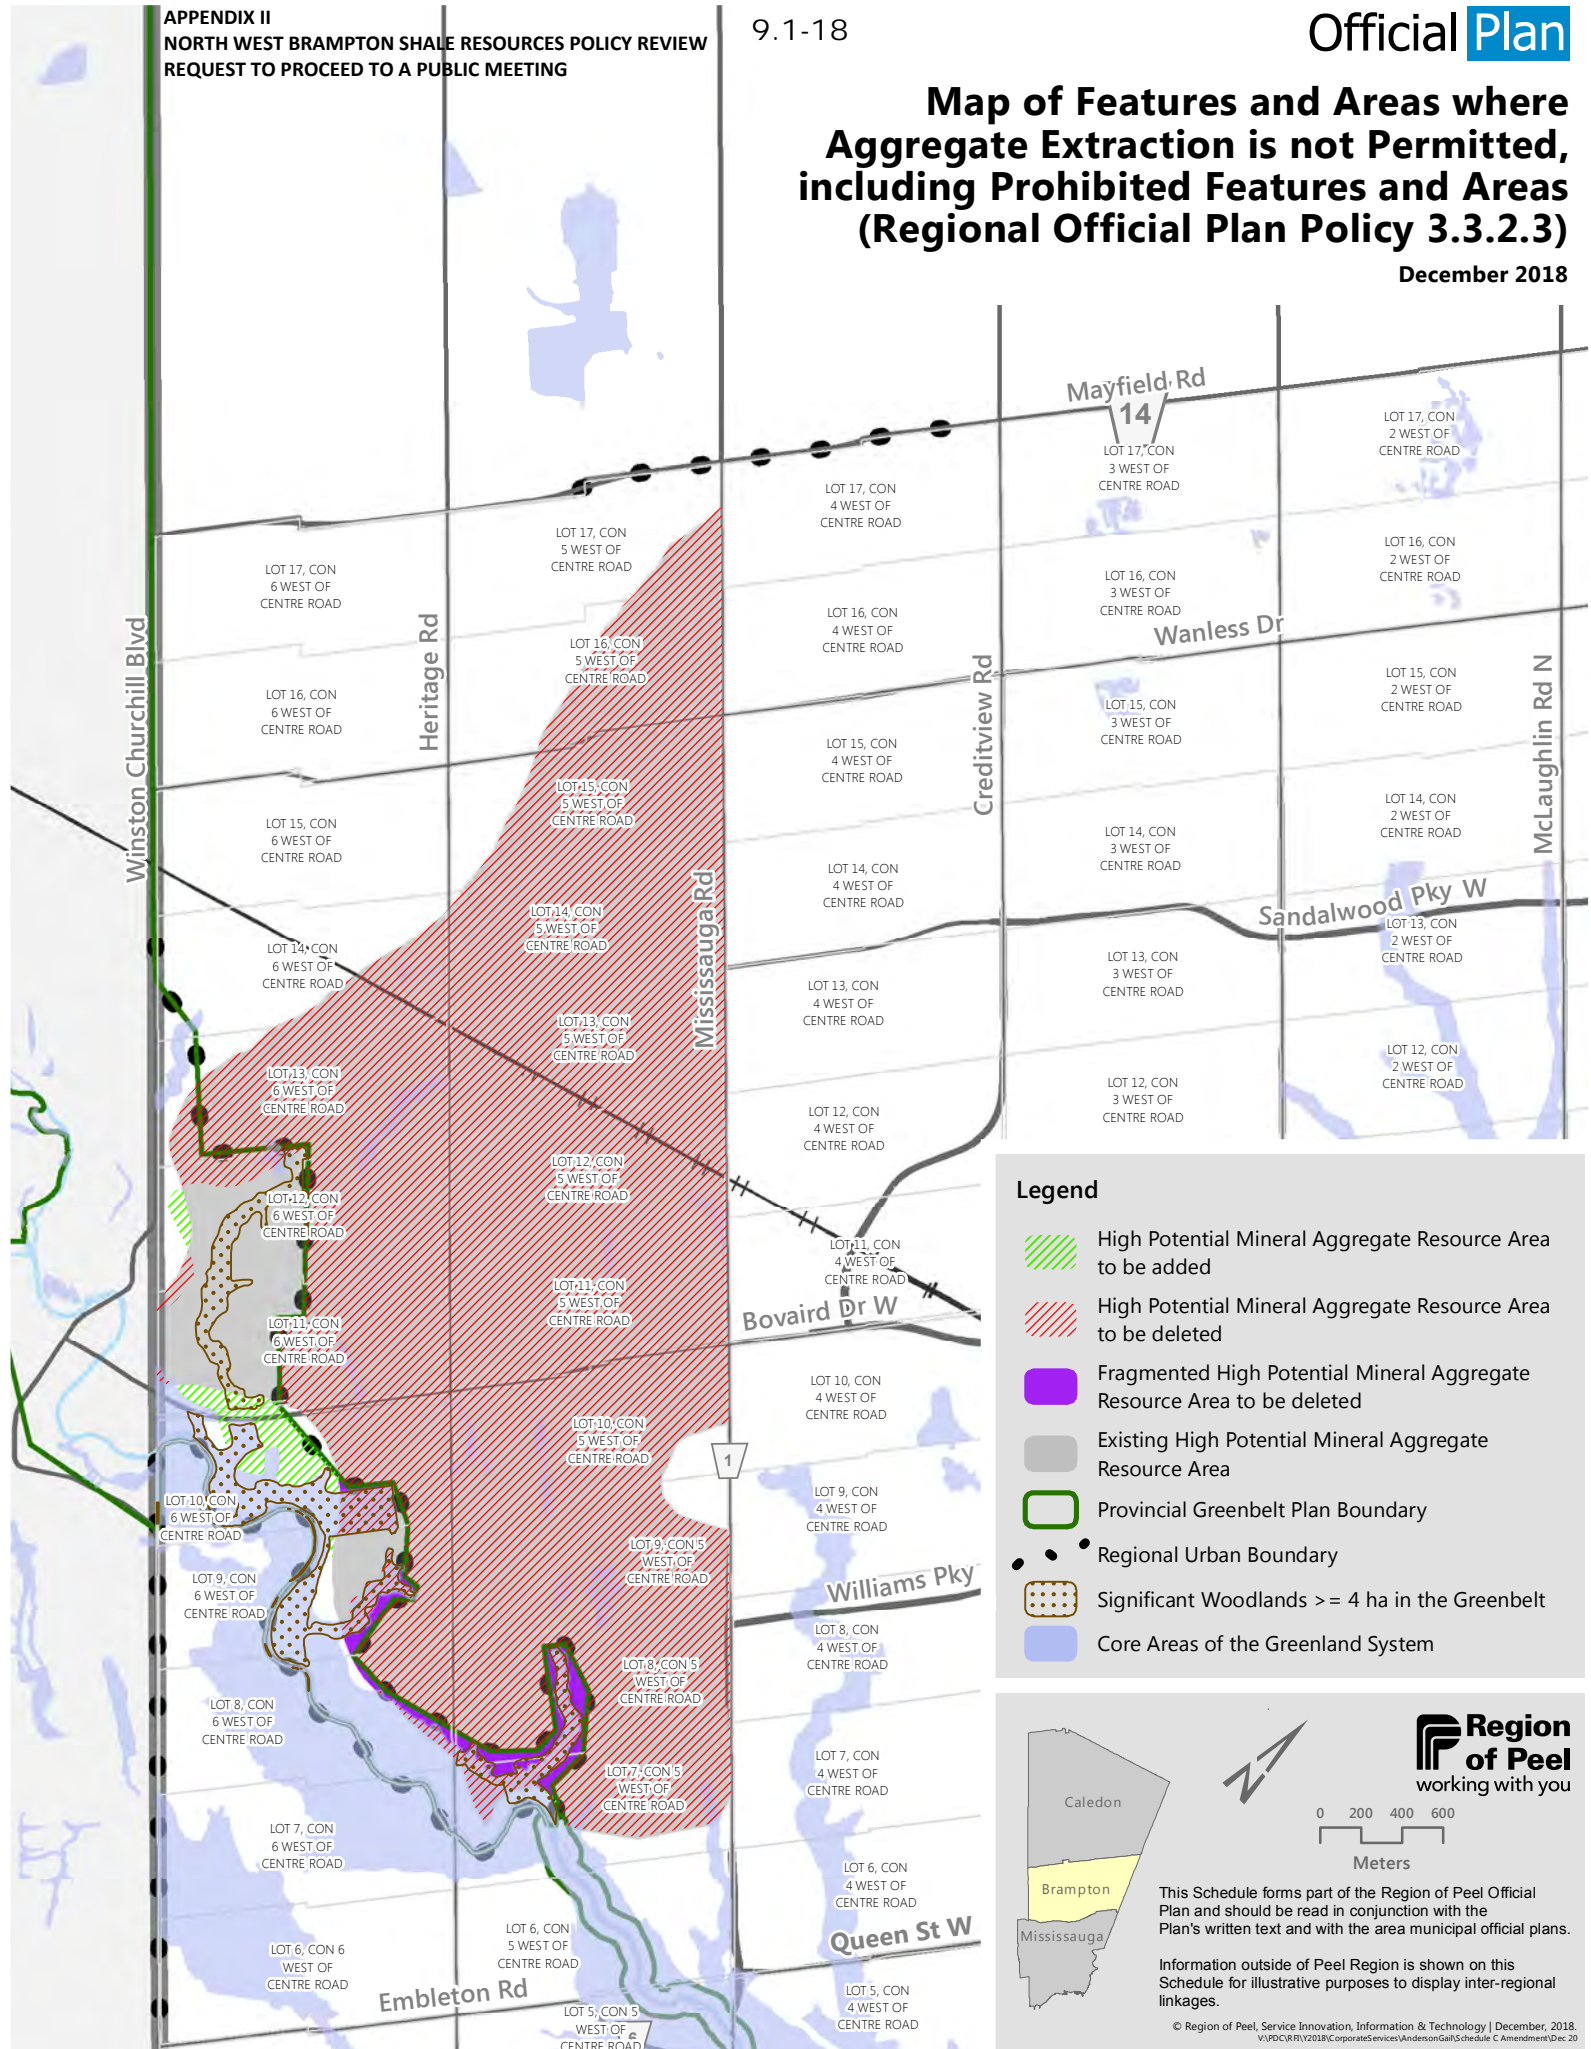 APPENDIX II
NORTH WEST BRAMPTON SHALE RESOURCES POLICY REVIEW
REQUEST TO PROCEED TO A PUBLIC MEETING
9.1-18
Official Plan
Map of Features and Areas where
Aggregate Extraction is not Permitted,
including Prohibited Features and Areas
(Regional Official Plan Policy 3.3.2.3)
December 2018
Mayfield Rd
14
LOT 17, CON
2 WEST OF
CENTRE ROAD
LOT 17, CON
3 WEST OF
CENTRE ROAD
LOT 17, CON
4 WEST OF
CENTRE ROAD
LOT 17, CON
5 WEST OF
CENTRE ROAD
LOT 17, CON
6 WEST OF
CENTRE ROAD
LOT 16, CON
2 WEST OF
CENTRE ROAD
LOT 16, CON
3 WEST OF
CENTRE ROAD
LOT 16, CON
4 WEST OF
CENTRE ROAD
LOT 16, CON
5 WEST OF
CENTRE ROAD
LOT 16, CON
6 WEST OF
CENTRE ROAD
Wanless Dr
Winston Churchill Blvd
Heritage Rd
Mississauga Rd
Creditview Rd
McLaughlin Rd N
LOT 15, CON
2 WEST OF
CENTRE ROAD
LOT 15, CON
3 WEST OF
CENTRE ROAD
LOT 15, CON
4 WEST OF
CENTRE ROAD
LOT 15, CON
5 WEST OF
CENTRE ROAD
LOT 15, CON
6 WEST OF
CENTRE ROAD
LOT 14, CON
2 WEST OF
CENTRE ROAD
LOT 14, CON
3 WEST OF
CENTRE ROAD
LOT 14, CON
4 WEST OF
CENTRE ROAD
LOT 14, CON
5 WEST OF
CENTRE ROAD
LOT 14, CON
6 WEST OF
CENTRE ROAD
Sandalwood Pky W
LOT 13, CON
2 WEST OF
CENTRE ROAD
LOT 13, CON
3 WEST OF
CENTRE ROAD
LOT 13, CON
4 WEST OF
CENTRE ROAD
LOT 13, CON
5 WEST OF
CENTRE ROAD
LOT 13, CON
6 WEST OF
CENTRE ROAD
LOT 12, CON
2 WEST OF
CENTRE ROAD
LOT 12, CON
3 WEST OF
CENTRE ROAD
LOT 12, CON
4 WEST OF
CENTRE ROAD
LOT 12, CON
5 WEST OF
CENTRE ROAD
LOT 12, CON
6 WEST OF
CENTRE ROAD
LOT 11, CON
4 WEST OF
CENTRE ROAD
LOT 11, CON
5 WEST OF
CENTRE ROAD
LOT 11, CON
6 WEST OF
CENTRE ROAD
Bovaird Dr W
LOT 10, CON
4 WEST OF
CENTRE ROAD
LOT 10, CON
5 WEST OF
CENTRE ROAD
1
LOT 10, CON
6 WEST OF
CENTRE ROAD
LOT 9, CON
4 WEST OF
CENTRE ROAD
LOT 9, CON 5
WEST OF
CENTRE ROAD
LOT 9, CON
6 WEST OF
CENTRE ROAD
Williams Pky
LOT 8, CON
4 WEST OF
CENTRE ROAD
LOT 8, CON 5
WEST OF
CENTRE ROAD
LOT 8, CON
6 WEST OF
CENTRE ROAD
LOT 7, CON
4 WEST OF
CENTRE ROAD
LOT 7, CON 5
WEST OF
CENTRE ROAD
LOT 7, CON
6 WEST OF
CENTRE ROAD
LOT 6, CON
4 WEST OF
CENTRE ROAD
LOT 6, CON
5 WEST OF
CENTRE ROAD
LOT 6, CON 6
WEST OF
CENTRE ROAD
Queen St W
Embleton Rd
LOT 5, CON
4 WEST OF
CENTRE ROAD
LOT 5, CON 5
WEST OF
CENTRE ROAD
6
Legend
High Potential Mineral Aggregate Resource Area
to be added
High Potential Mineral Aggregate Resource Area
to be deleted
Fragmented High Potential Mineral Aggregate
Resource Area to be deleted
Existing High Potential Mineral Aggregate
Resource Area
Provincial Greenbelt Plan Boundary
Regional Urban Boundary
Significant Woodlands >= 4 ha in the Greenbelt
Core Areas of the Greenland System
Caledon
Brampton
Mississauga
N
Region
of Peel
working with you
0 200 400 600
Meters
This Schedule forms part of the Region of Peel Official
Plan and should be read in conjunction with the
Plan's written text and with the area municipal official plans.
Information outside of Peel Region is shown on this
Schedule for illustrative purposes to display inter-regional
linkages.
© Region of Peel, Service Innovation, Information & Technology | December, 2018.
V:\PDC\RFI\Y2018\CorporateServices\AndersonGail\Schedule C Amendment\Dec 20